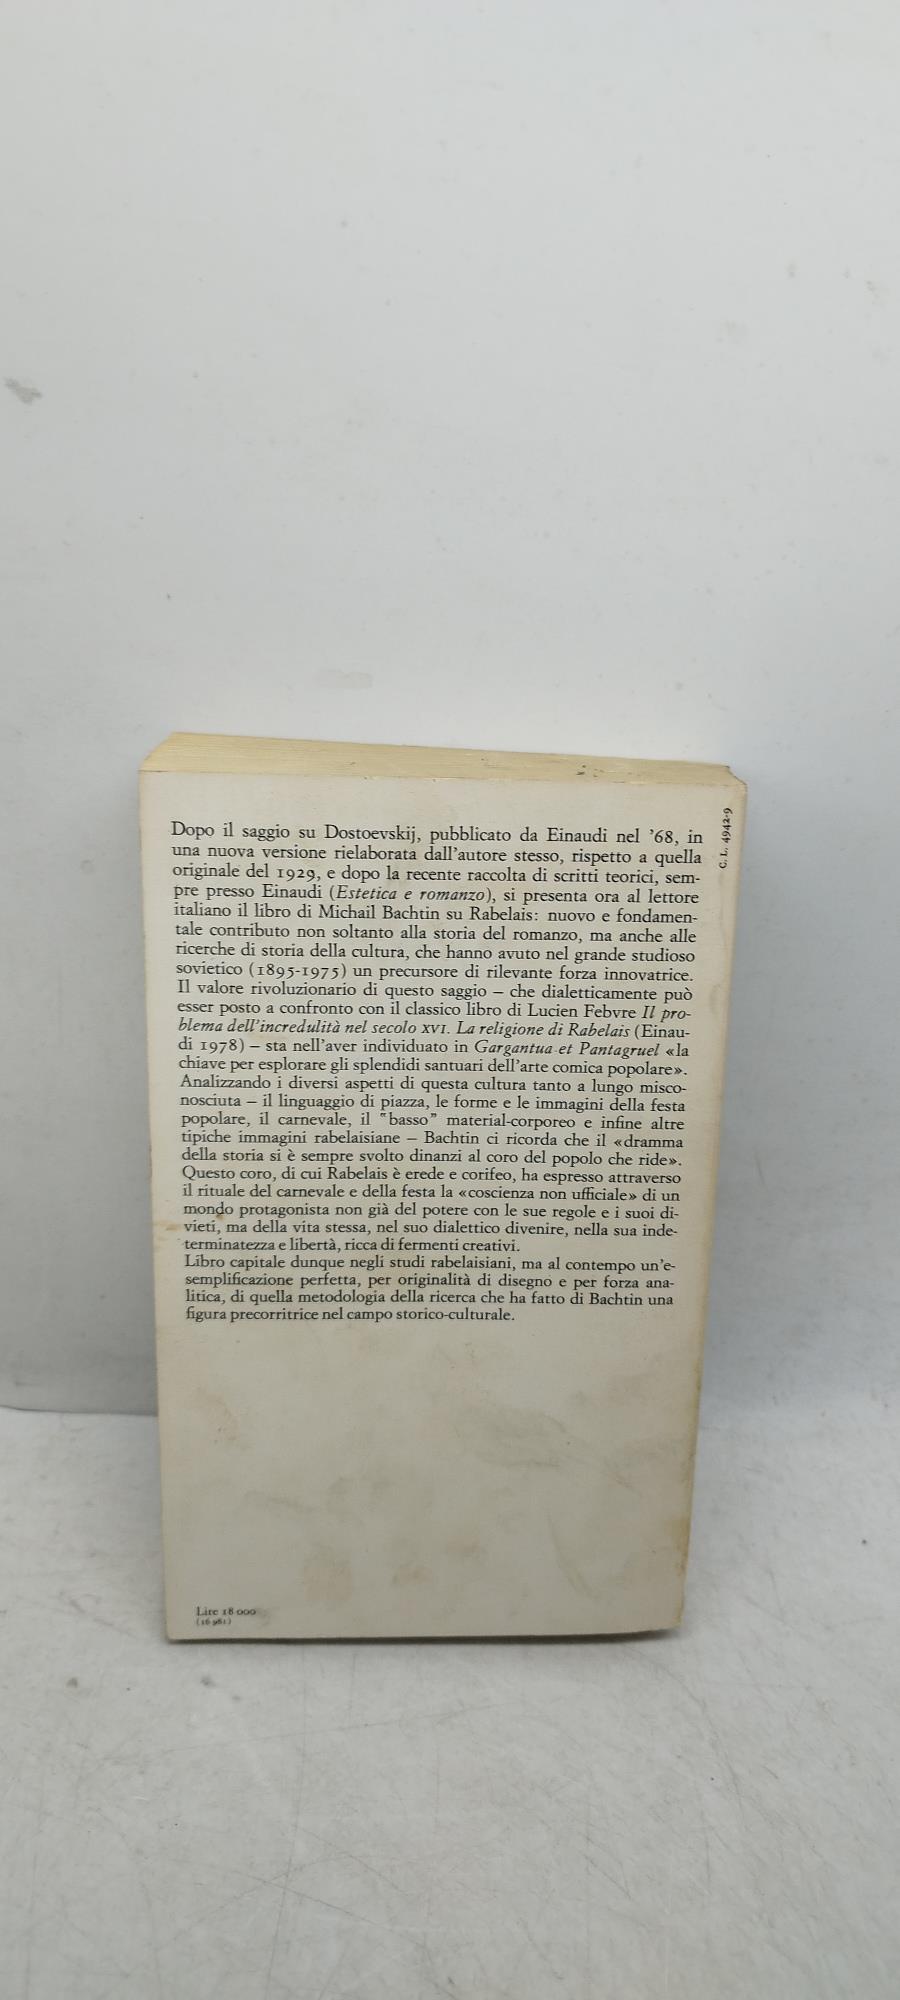 Dopo il saggio su Dostoevskij, pubblicato da Einaudi nel '68, in
una nuova versione rielaborata dall'autore stesso, rispetto a quella
originale del 1929, e dopo la recente raccolta di scritti teorici, sem-
pre presso Einaudi (Estetica e romanzo), si presenta ora al lettore
italiano il libro di Michail Bachtin su Rabelais: nuovo e fondamen-
tale contributo non soltanto alla storia del romanzo, ma anche alle
ricerche di storia della cultura, che hanno avuto nel grande studioso
sovietico (1895-1975) un precursore di rilevante forza innovatrice.
Il valore rivoluzionario di questo saggio – che dialetticamente può
esser posto a confronto con il classico libro di Lucien Febvre Il pro-
blema dell'incredulità nel secolo XVI. La religione di Rabelais (Einau-
di 1978) – sta nell'aver individuato in Gargantua et Pantagruel «la
chiave per esplorare gli splendidi santuari dell'arte comica popolare».
Analizzando i diversi aspetti di questa cultura tanto a lungo misco-
nosciuta – il linguaggio di piazza, le forme e le immagini della festa
popolare, il carnevale, il "basso" material-corporeo e infine altre
tipiche immagini rabelaisiane – Bachtin ci ricorda che il «dramma
della storia si è sempre svolto dinanzi al coro del popolo che ride».
Questo coro, di cui Rabelais è erede e corifeo, ha espresso attraverso
il rituale del carnevale e della festa la «coscienza non ufficiale» di un
mondo protagonista non già del potere con le sue regole e i suoi di-
vieti, ma della vita stessa, nel suo dialettico divenire, nella sua inde-
terminatezza e libertà, ricca di fermenti creativi.
Libro capitale dunque negli studi rabelaisiani, ma al contempo un'e-
semplificazione perfetta, per originalità di disegno e per forza ana-
litica, di quella metodologia della ricerca che ha fatto di Bachtin una
figura precorritrice nel campo storico-culturale.
C. L. 4942-9
Lire 18 000
(16 981)